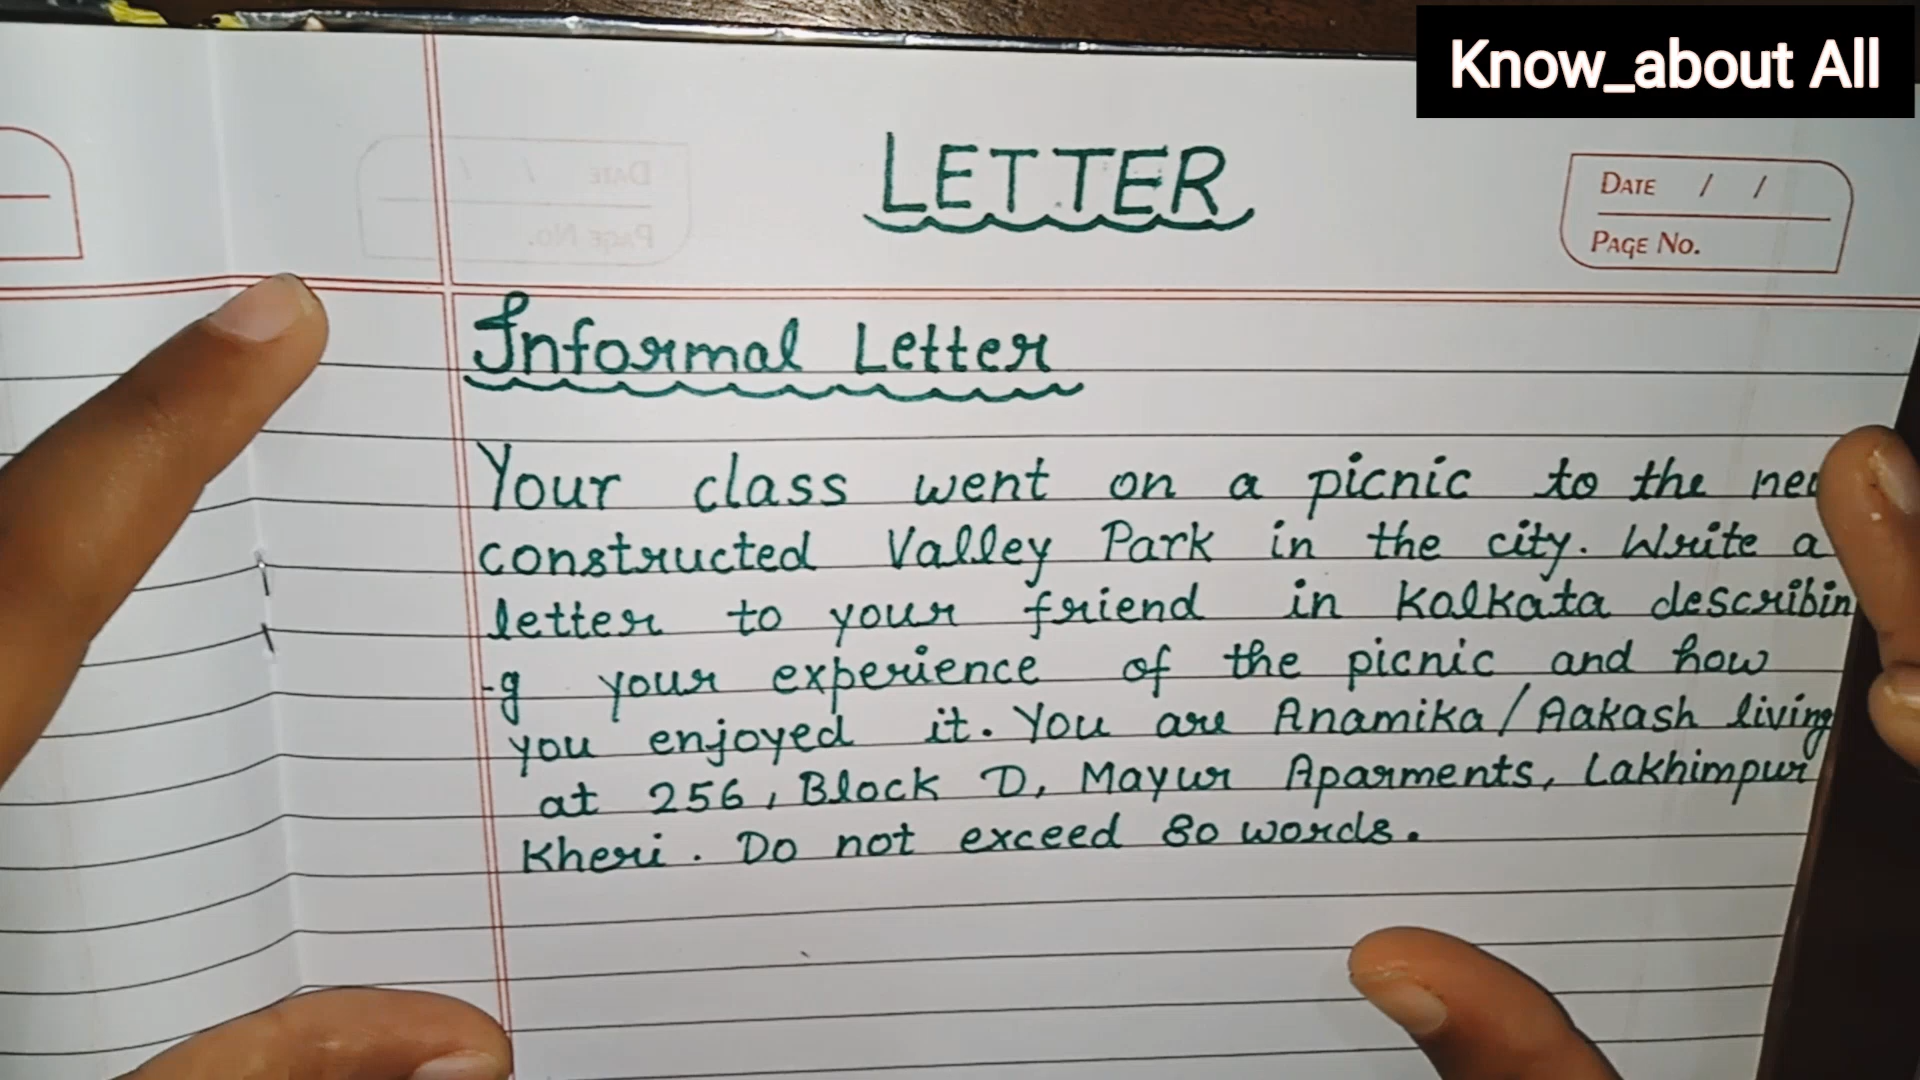 Know_about All
LETTER
DATE / /
PAGE NO.
Informal Letter
Your class went on a picnic to the
constructed Valley Park in the city. Write a
letter to your friend in Kolkata describin
-g your experience of the picnic and how
you enjoyed it. You are Anamika/Aakash living
at 256, Block D, Mayur Aparments, Lakhimpur
Kheri. Do not exceed 80 words.